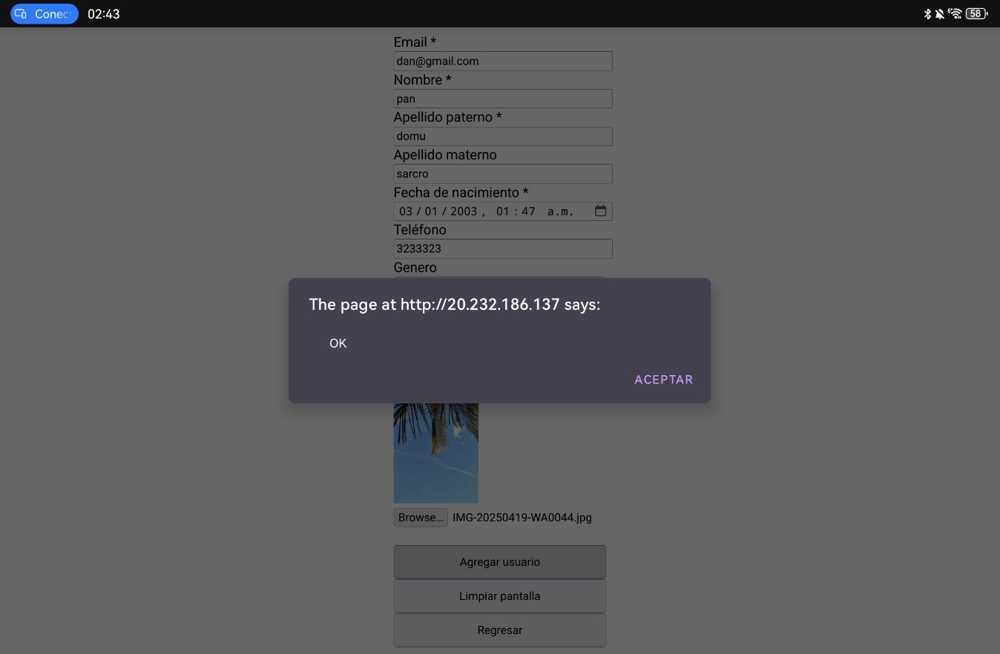 Conec
02:43
58
Email *
dan@gmail.com
Nombre *
pan
Apellido paterno *
domu
Apellido materno
sarcro
Fecha de nacimiento *
03 / 01 / 2003 , 01 : 47 a.m.
Teléfono
3233323
Genero
The page at http://20.232.186.137 says:
OK
ACEPTAR
Browse... IMG-20250419-WA0044.jpg
Agregar usuario
Limpiar pantalla
Regresar